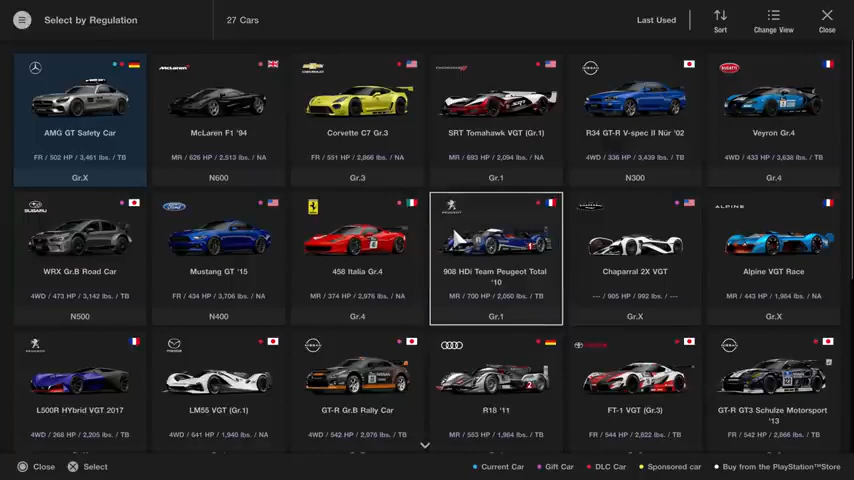 Select by Regulation
27 Cars
Last Used
Sort
Change View
Close
AMG GT Safety Car
FR / 502 HP / 3,461 lbs. / TB
Gr.X
McLaren
McLaren F1 '94
MR / 626 HP / 2,513 lbs. / NA
N600
CHEVROLET
Corvette C7 Gr.3
FR / 551 HP / 2,866 lbs. / NA
Gr.3
SRT Tomahawk VGT (Gr.1)
MR / 693 HP / 2,094 lbs. / NA
Gr.1
R34 GT-R V-spec II Nür '02
4WD / 336 HP / 3,439 lbs. / TB
N300
BUGATTI
Veyron Gr.4
4WD / 433 HP / 3,638 lbs. / TB
Gr.4
SUBARU
WRX Gr.B Road Car
4WD / 473 HP / 3,142 lbs. / TB
N500
Ford
Mustang GT '15
FR / 434 HP / 3,706 lbs. / NA
N400
458 Italia Gr.4
MR / 374 HP / 2,976 lbs. / NA
Gr.4
PEUGEOT
908 HDi Team Peugeot Total
'10
MR / 700 HP / 2,050 lbs. / TB
Gr.1
Chaparral 2X VGT
--- / 905 HP / 992 lbs. / ---
Gr.X
ALPINE
Alpine VGT Race
MR / 443 HP / 1,984 lbs. / NA
Gr.X
PEUGEOT
L500R HYbrid VGT 2017
4WD / 268 HP / 2,205 lbs. / TB
LM55 VGT (Gr.1)
4WD / 641 HP / 1,940 lbs. / NA
GT-R Gr.B Rally Car
4WD / 542 HP / 2,976 lbs. / TB
R18 '11
MR / 553 HP / 1,984 lbs. / TB
TOYOTA
FT-1 VGT (Gr.3)
FR / 544 HP / 2,822 lbs. / TB
GT-R GT3 Schulze Motorsport
'13
FR / 542 HP / 2,866 lbs. / TB
Close
Select
Current Car
Gift Car
DLC Car
Sponsored car
Buy from the PlayStation™Store